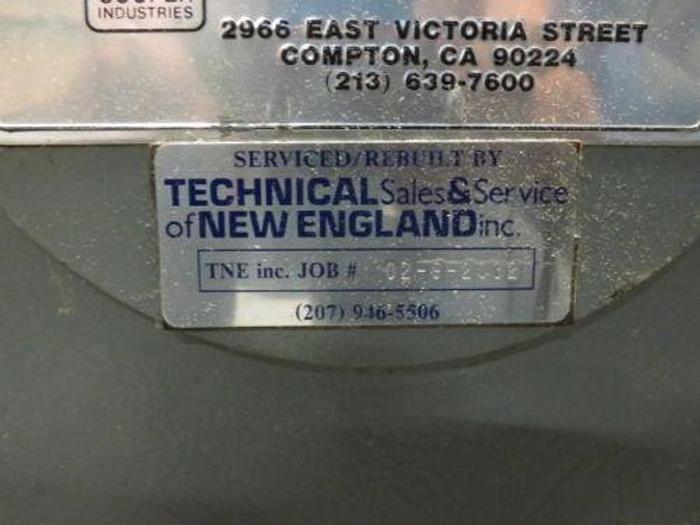 INDUSTRIES
2966 EAST VICTORIA STREET
COMPTON, CA 90224
(213) 639-7600
SERVICED/REBUILT BY
TECHNICAL Sales & Service
of NEW ENGLAND inc.
TNE inc. JOB #
(207) 946-5506